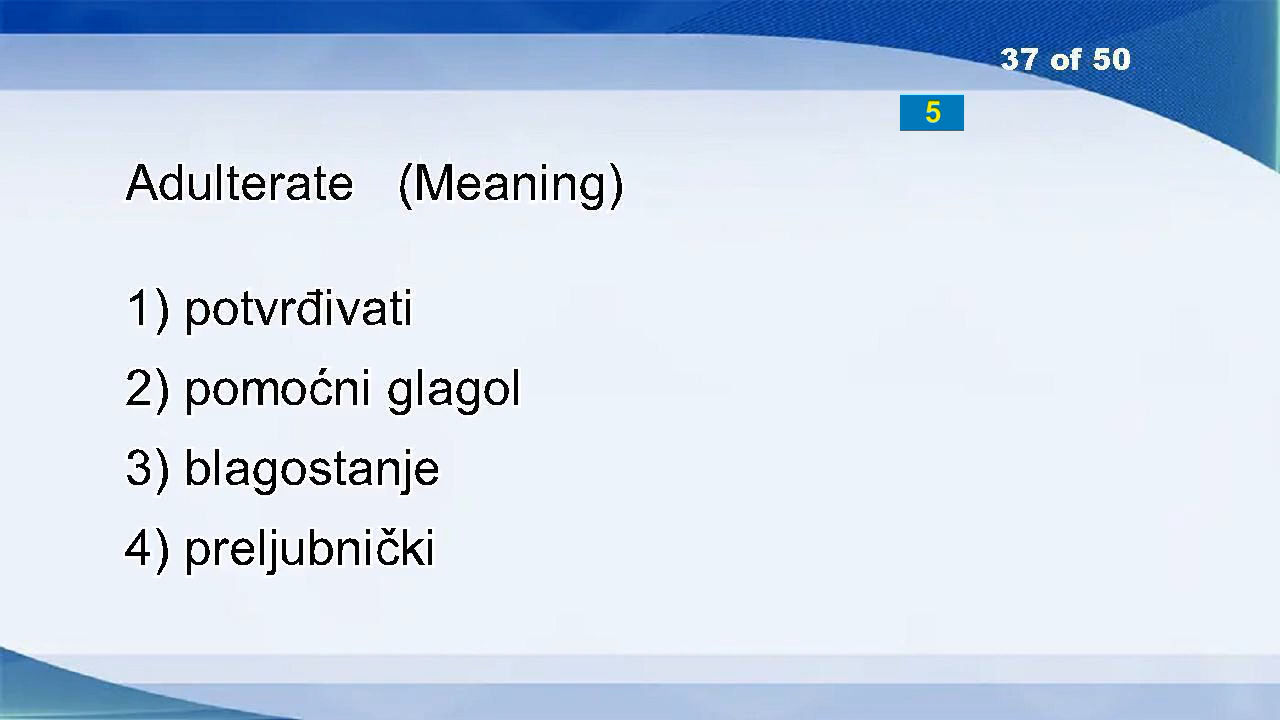 37 of 50
5
Adulterate (Meaning)
1) potvrđivati
2) pomoćni glagol
3) blagostanje
4) preljubnički